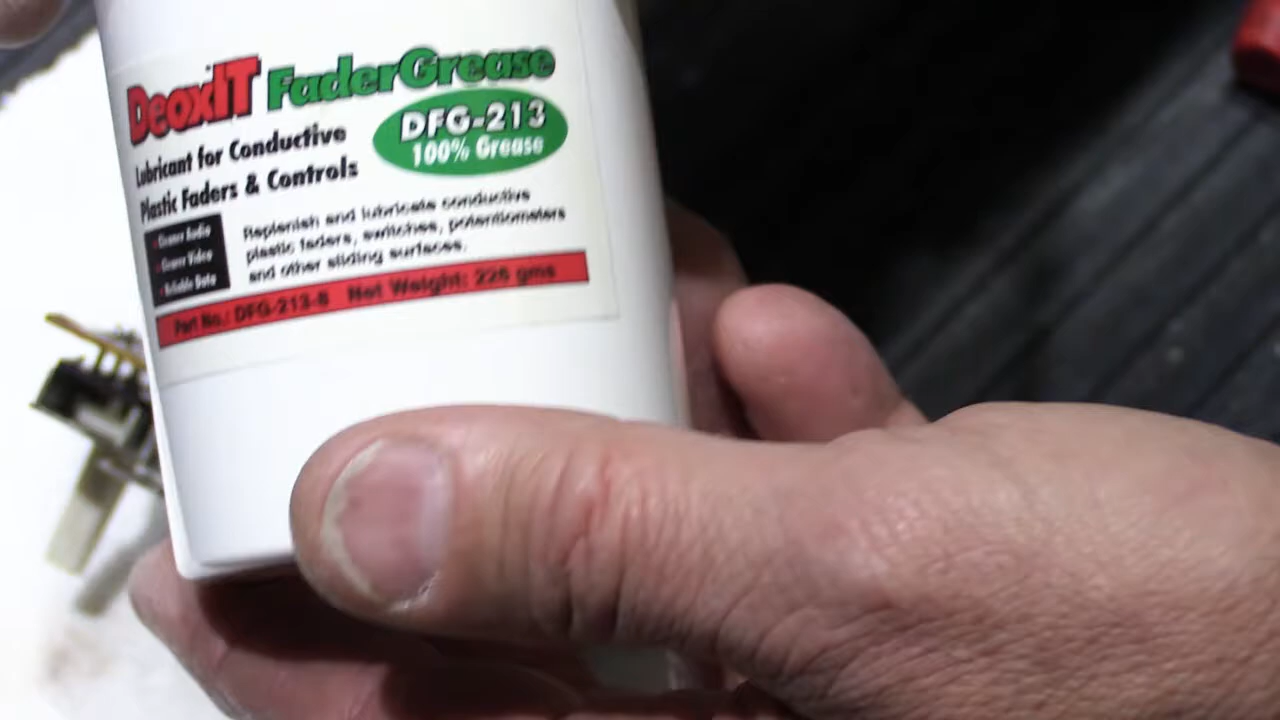 DeoxIT FaderGrease
DFG-213
100% Grease
Lubricant for Conductive
Plastic Faders & Controls
Cleaner Audio
Clearer Video
Reliable Data
Replenish and lubricate conductive
plastic faders, switches, potentiometers
and other sliding surfaces.
Part No.: DFG-213-8 Net Weight: 226 gms